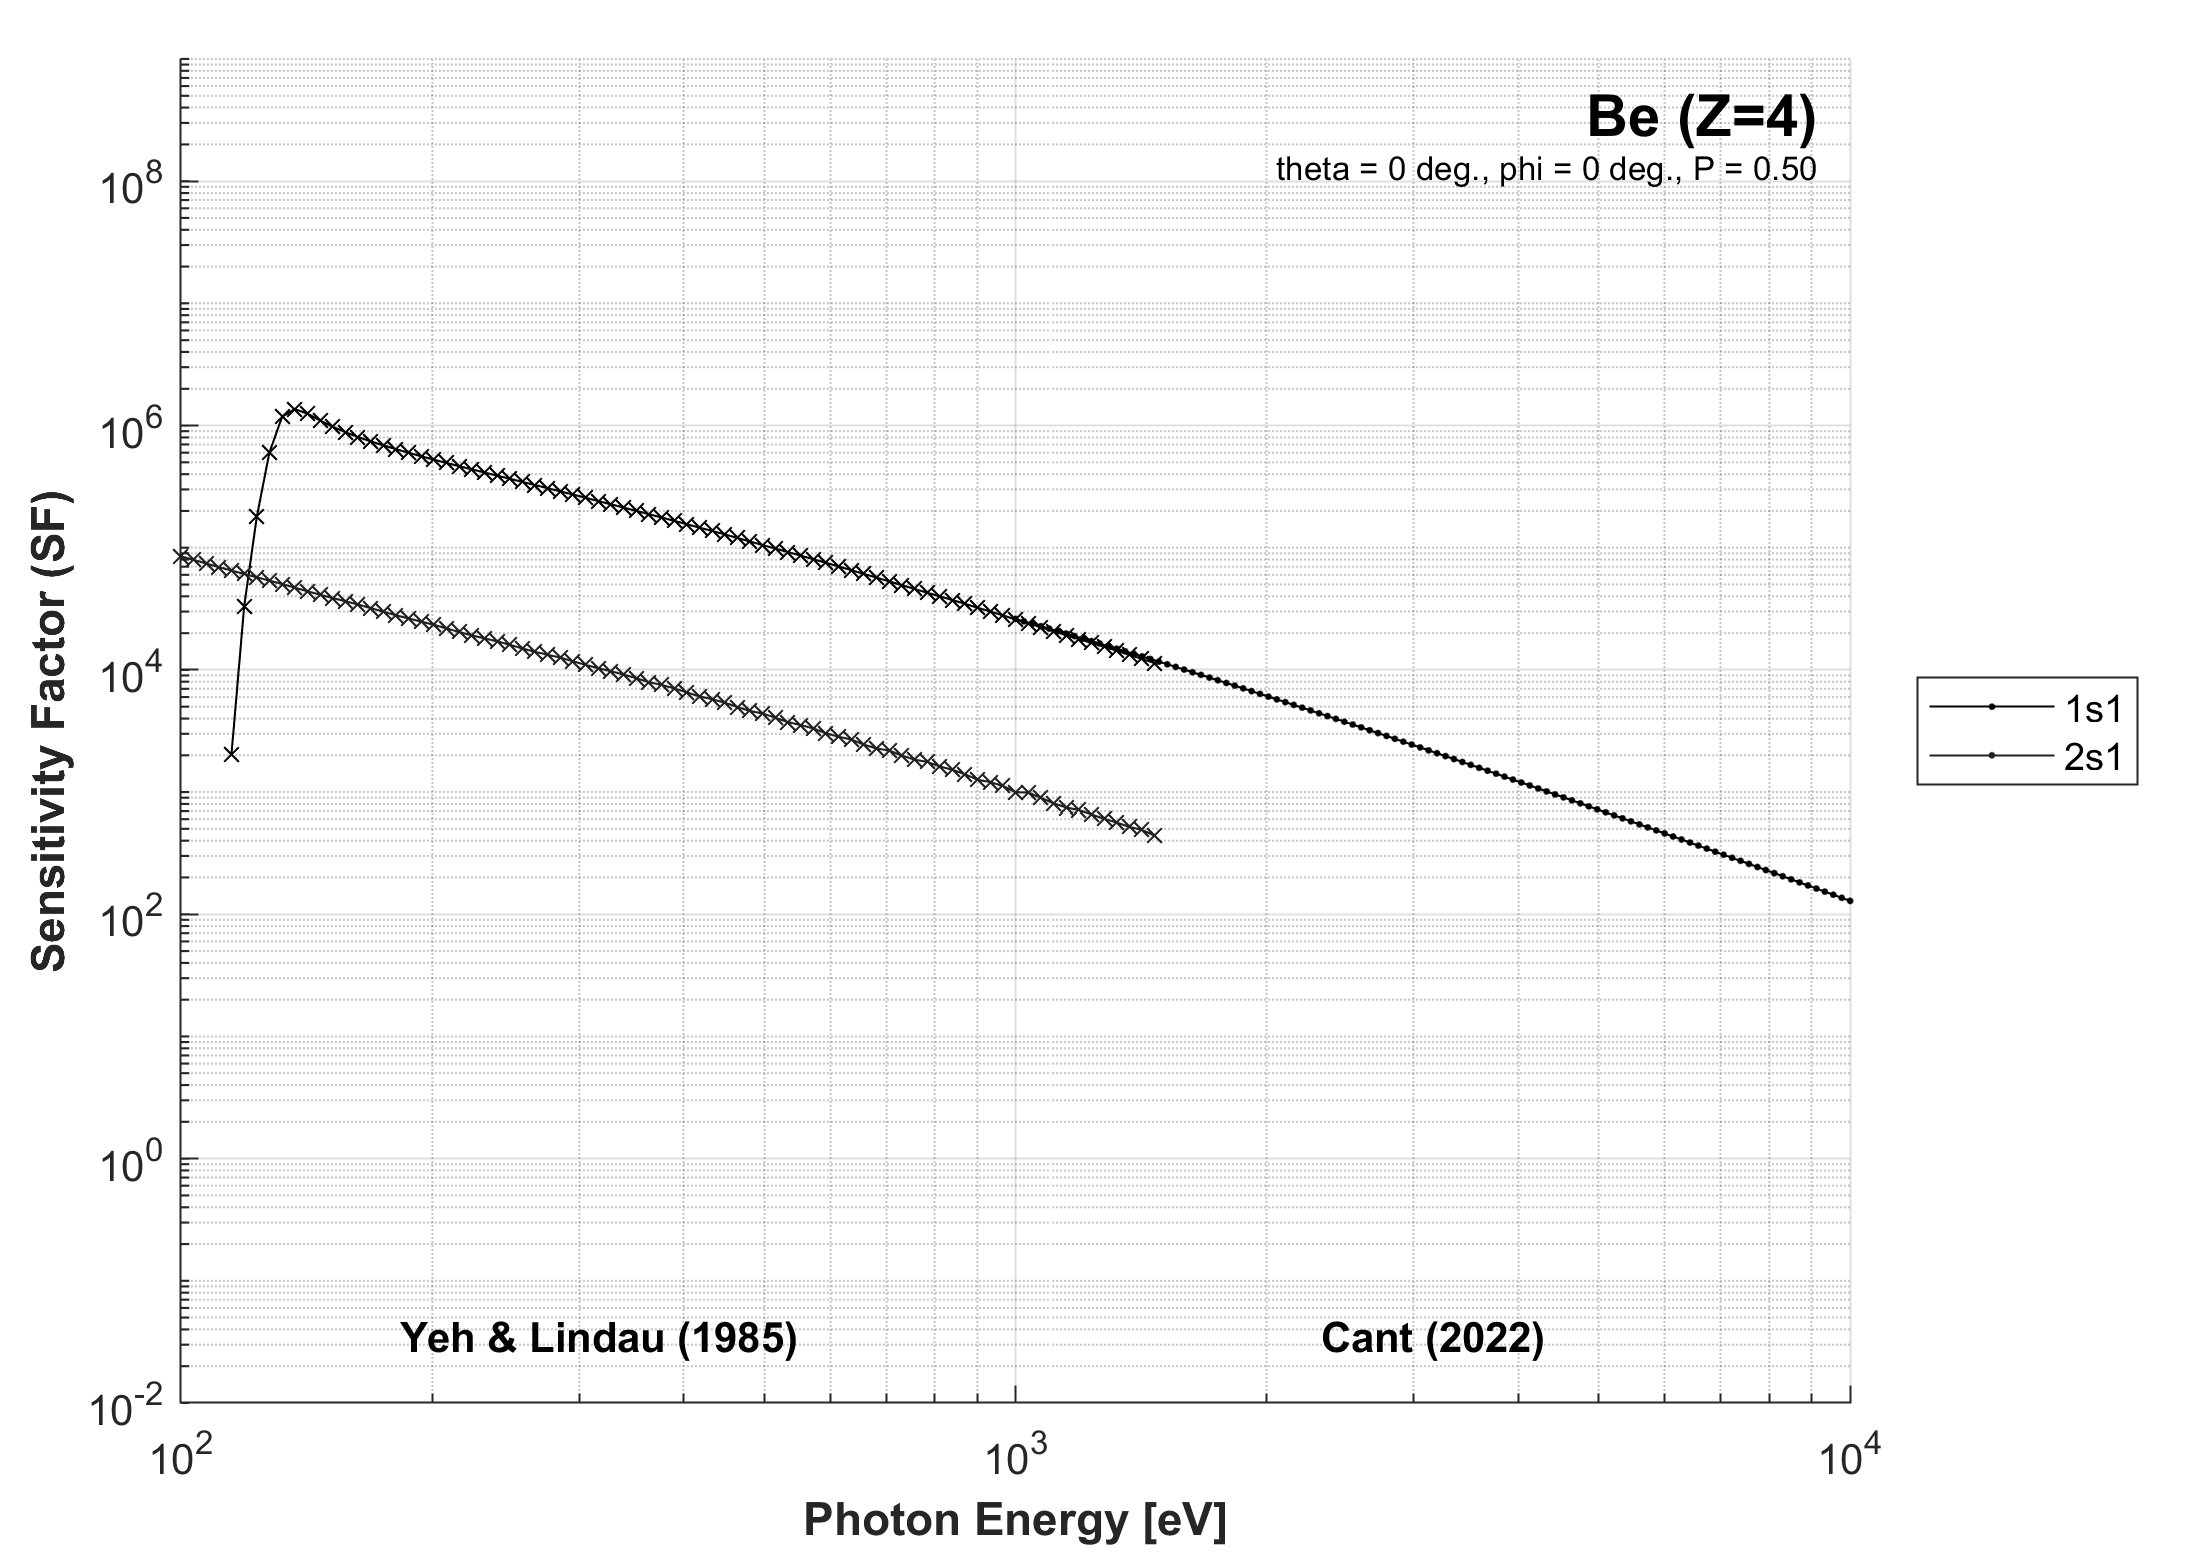 Be (Z=4)
theta = 0 deg., phi = 0 deg., P = 0.50
10^8
10^6
10^4
10^2
10^0
10^-2
Sensitivity Factor (SF)
1s1
2s1
Yeh & Lindau (1985)
Cant (2022)
10^2
10^3
10^4
Photon Energy [eV]